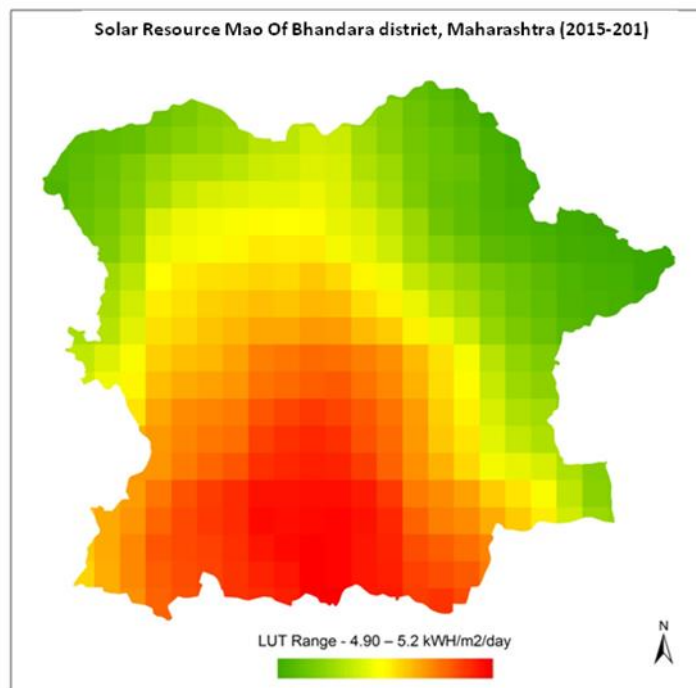 Solar Resource Mao Of Bhandara district, Maharashtra (2015-201)
N
LUT Range - 4.90 – 5.2 kWH/m2/day